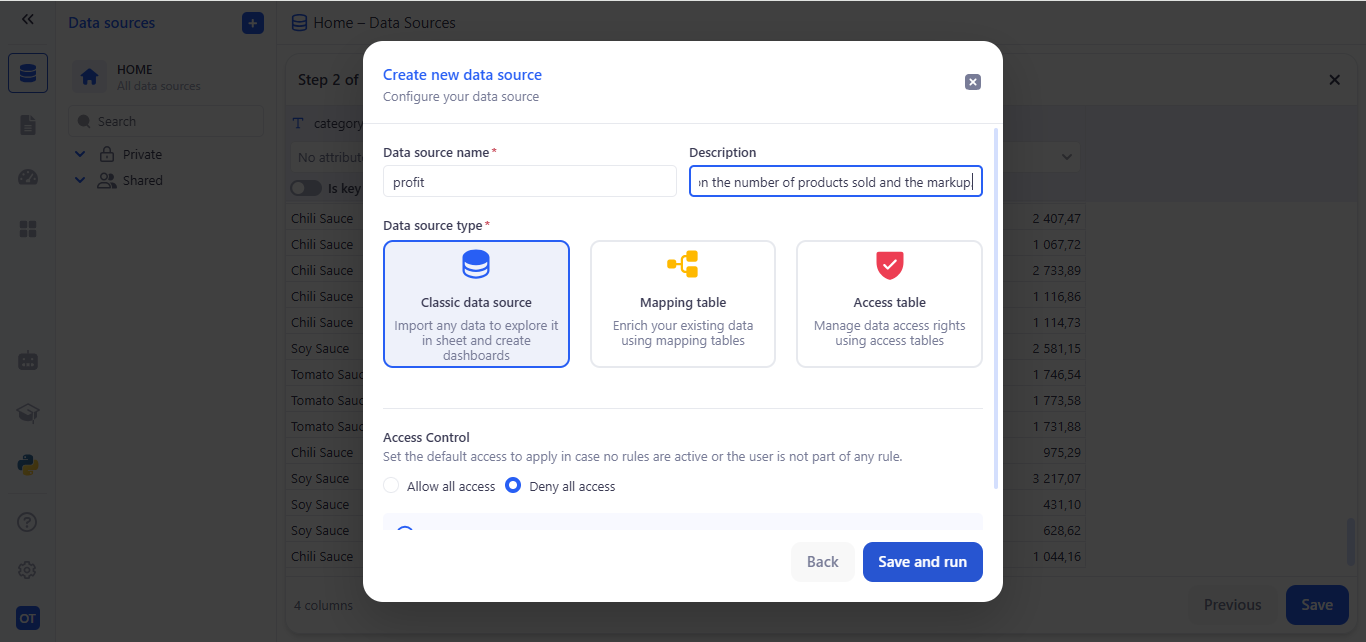 Data sources
Home – Data Sources
HOME
All data sources
Search
Private
Shared
OT
Step 2 of
category
No attribut
Is key
Chili Sauce 2 407,47
Chili Sauce 1 067,72
Chili Sauce 2 733,89
Chili Sauce 1 116,86
Chili Sauce 1 114,73
Soy Sauce 2 581,15
Tomato Sauc 1 746,54
Tomato Sauc 1 773,58
Tomato Sauc 1 731,88
Chili Sauce 975,29
Soy Sauce 3 217,07
Soy Sauce 431,10
Soy Sauce 628,62
Chili Sauce 1 044,16
4 columns
Previous
Save
Create new data source
Configure your data source
Data source name*
profit
Description
on the number of products sold and the markup
Data source type*
Classic data source
Import any data to explore it
in sheet and create
dashboards
Mapping table
Enrich your existing data
using mapping tables
Access table
Manage data access rights
using access tables
Access Control
Set the default access to apply in case no rules are active or the user is not part of any rule.
Allow all access
Deny all access
Back
Save and run